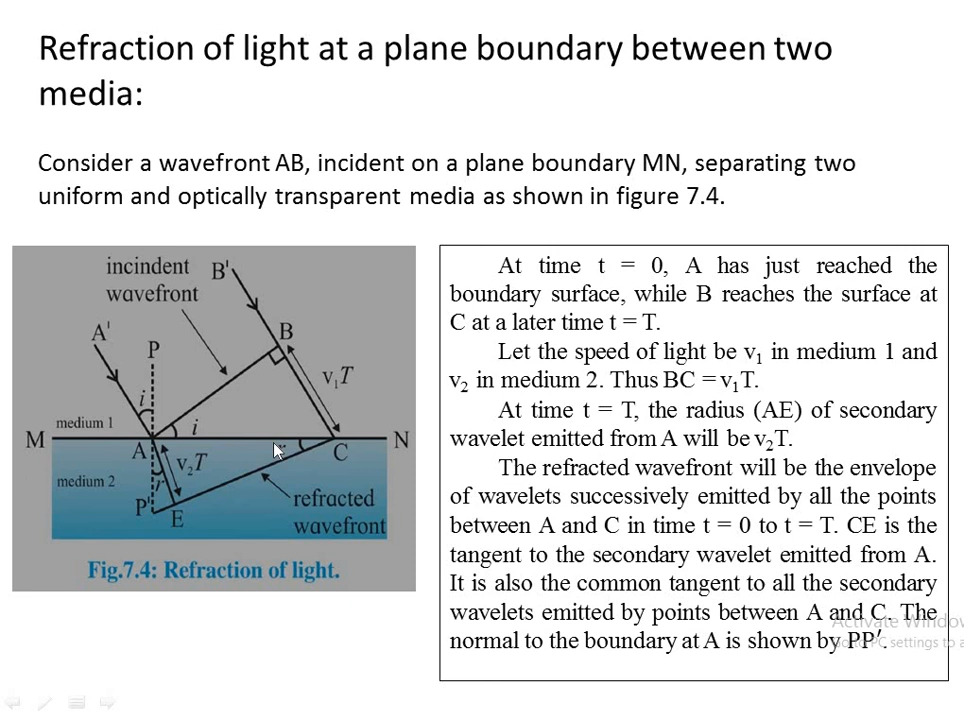 Refraction of light at a plane boundary between two
media:
Consider a wavefront AB, incident on a plane boundary MN, separating two
uniform and optically transparent media as shown in figure 7.4.
incindent
wavefront
B'
A'
P
B
v₁T
i
medium 1
i
M
N
A
C
r
v₂T
medium 2
r
P'
E
refracted
wavefront
Fig.7.4: Refraction of light.
At time t = 0, A has just reached the
boundary surface, while B reaches the surface at
C at a later time t = T.
Let the speed of light be v₁ in medium 1 and
v₂ in medium 2. Thus BC = v₁T.
At time t = T, the radius (AE) of secondary
wavelet emitted from A will be v₂T.
The refracted wavefront will be the envelope
of wavelets successively emitted by all the points
between A and C in time t = 0 to t = T. CE is the
tangent to the secondary wavelet emitted from A.
It is also the common tangent to all the secondary
wavelets emitted by points between A and C. The
normal to the boundary at A is shown by PP′.
Activate Window
PC settings to a